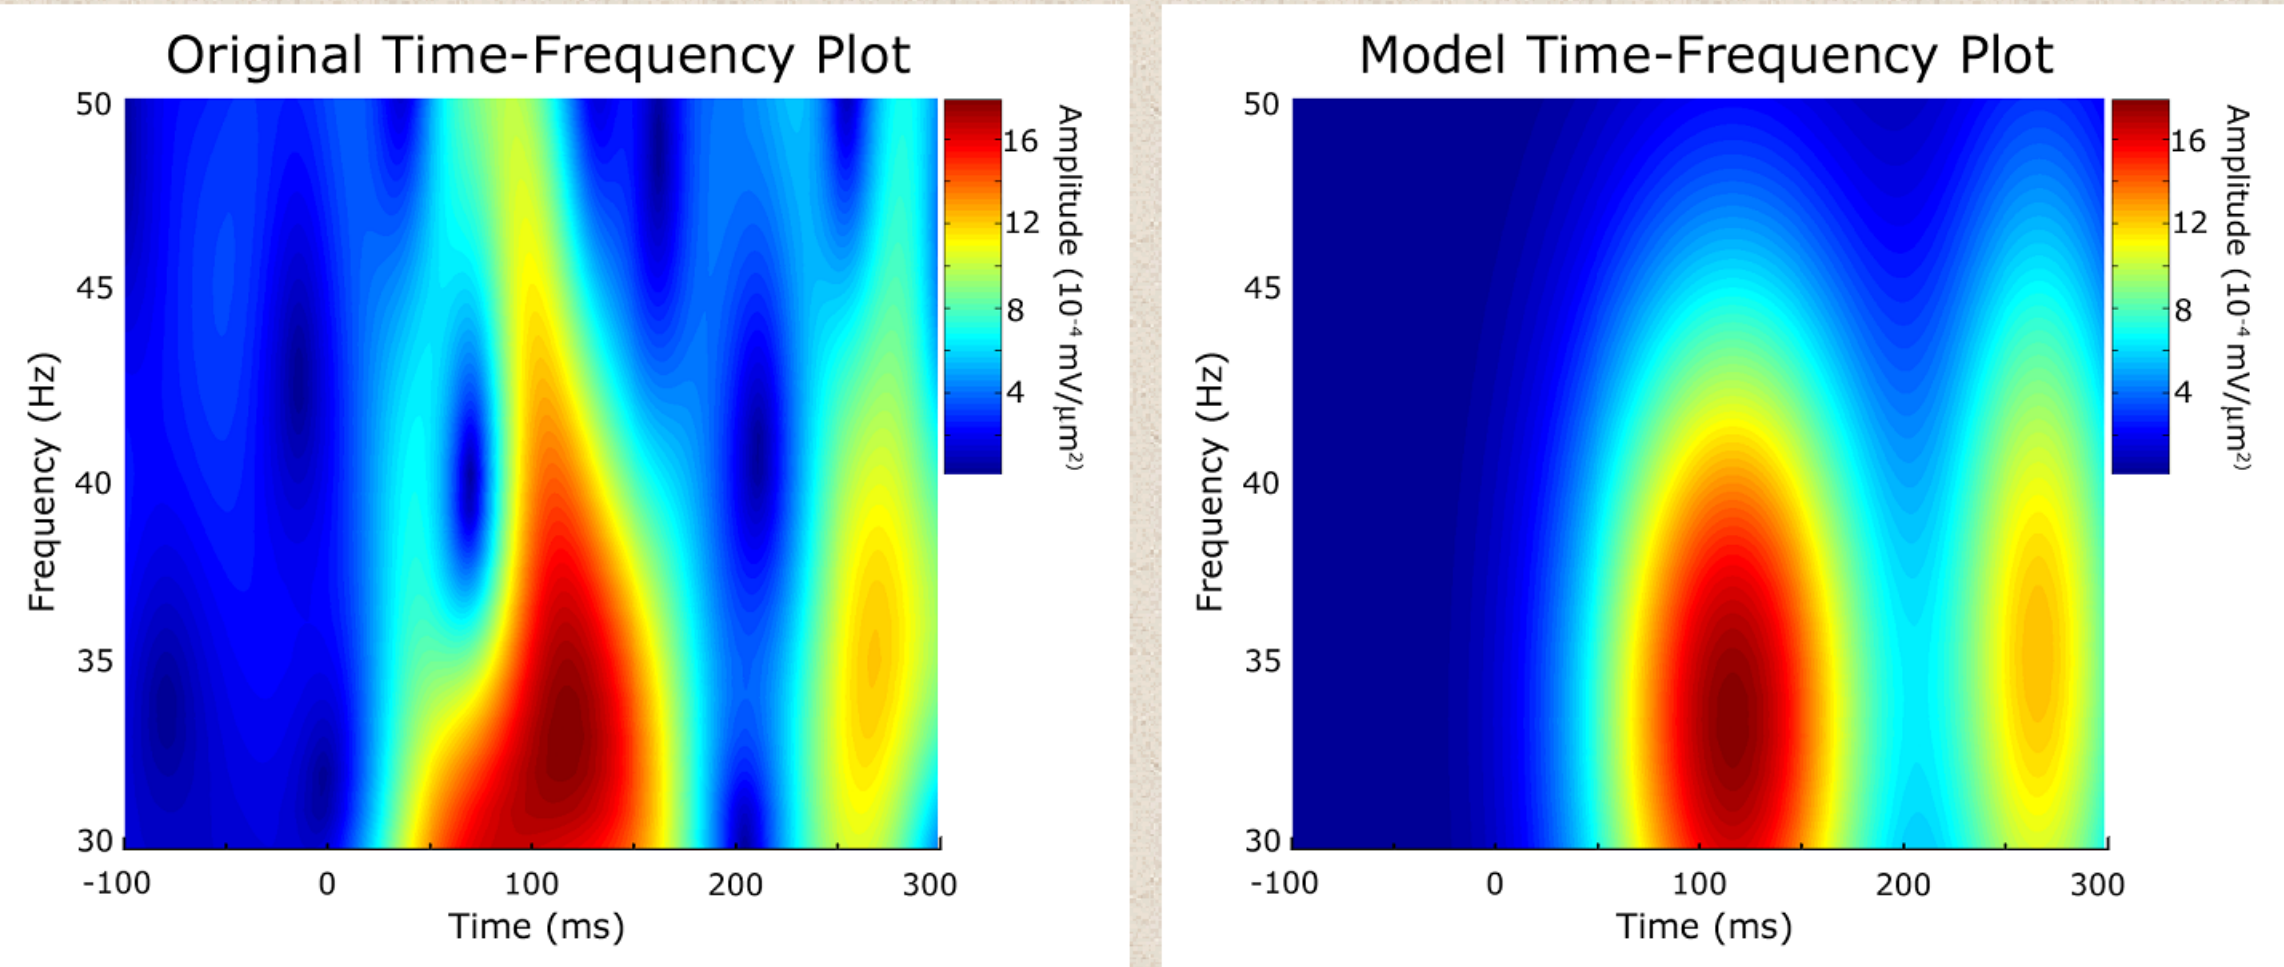 Original Time-Frequency Plot
50
45
40
35
30
Frequency (Hz)
-100 0 100 200 300
Time (ms)
16
12
8
4
Amplitude (10⁻⁴ mV/μm²)
Model Time-Frequency Plot
50
45
40
35
30
Frequency (Hz)
-100 0 100 200 300
Time (ms)
16
12
8
4
Amplitude (10⁻⁴ mV/μm²)